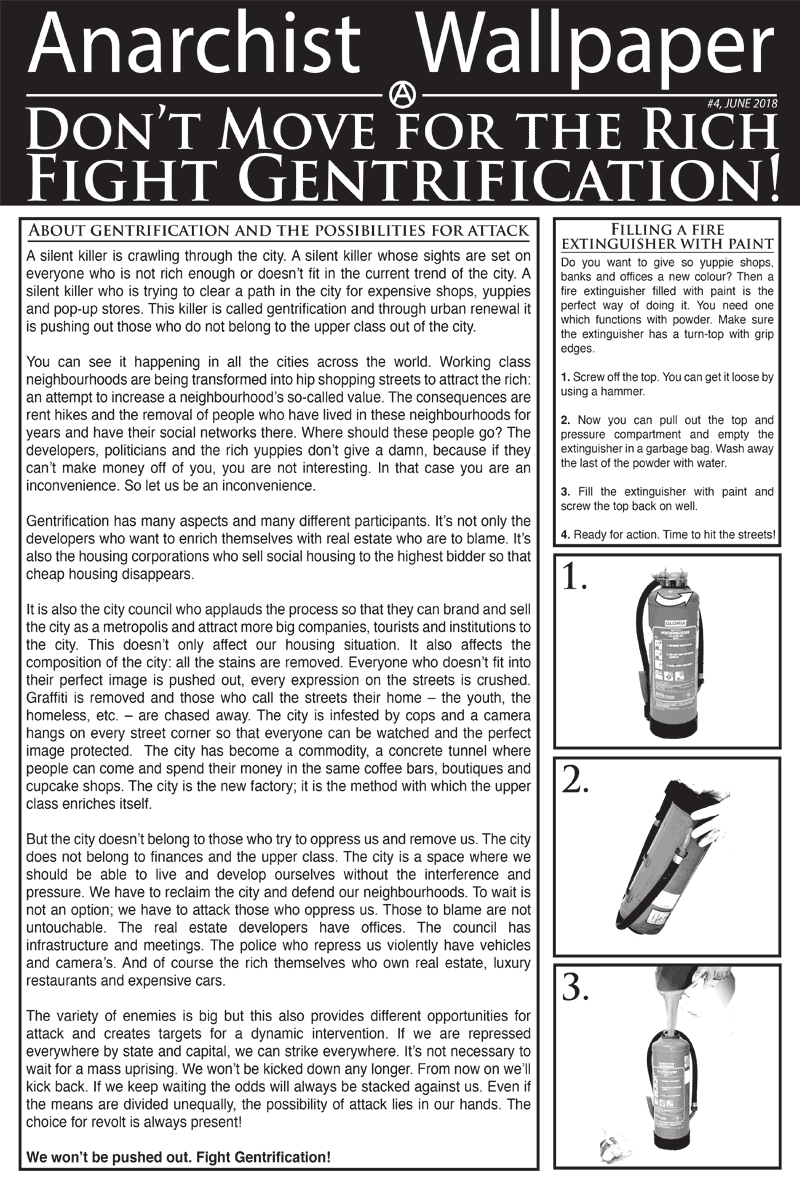 Anarchist Wallpaper
#4, JUNE 2018
DON'T MOVE FOR THE RICH
FIGHT GENTRIFICATION!
ABOUT GENTRIFICATION AND THE POSSIBILITIES FOR ATTACK
A silent killer is crawling through the city. A silent killer whose sights are set on
everyone who is not rich enough or doesn't fit in the current trend of the city. A
silent killer who is trying to clear a path in the city for expensive shops, yuppies
and pop-up stores. This killer is called gentrification and through urban renewal it
is pushing out those who do not belong to the upper class out of the city.
You can see it happening in all the cities across the world. Working class
neighbourhoods are being transformed into hip shopping streets to attract the rich:
an attempt to increase a neighbourhood's so-called value. The consequences are
rent hikes and the removal of people who have lived in these neighbourhoods for
years and have their social networks there. Where should these people go? The
developers, politicians and the rich yuppies don't give a damn, because if they
can't make money off of you, you are not interesting. In that case you are an
inconvenience. So let us be an inconvenience.
Gentrification has many aspects and many different participants. It's not only the
developers who want to enrich themselves with real estate who are to blame. It's
also the housing corporations who sell social housing to the highest bidder so that
cheap housing disappears.
It is also the city council who applauds the process so that they can brand and sell
the city as a metropolis and attract more big companies, tourists and institutions to
the city. This doesn't only affect our housing situation. It also affects the
composition of the city: all the stains are removed. Everyone who doesn't fit into
their perfect image is pushed out, every expression on the streets is crushed.
Graffiti is removed and those who call the streets their home – the youth, the
homeless, etc. – are chased away. The city is infested by cops and a camera
hangs on every street corner so that everyone can be watched and the perfect
image protected. The city has become a commodity, a concrete tunnel where
people can come and spend their money in the same coffee bars, boutiques and
cupcake shops. The city is the new factory; it is the method with which the upper
class enriches itself.
But the city doesn't belong to those who try to oppress us and remove us. The city
does not belong to finances and the upper class. The city is a space where we
should be able to live and develop ourselves without the interference and
pressure. We have to reclaim the city and defend our neighbourhoods. To wait is
not an option; we have to attack those who oppress us. Those to blame are not
untouchable. The real estate developers have offices. The council has
infrastructure and meetings. The police who repress us violently have vehicles
and camera's. And of course the rich themselves who own real estate, luxury
restaurants and expensive cars.
The variety of enemies is big but this also provides different opportunities for
attack and creates targets for a dynamic intervention. If we are repressed
everywhere by state and capital, we can strike everywhere. It's not necessary to
wait for a mass uprising. We won't be kicked down any longer. From now on we'll
kick back. If we keep waiting the odds will always be stacked against us. Even if
the means are divided unequally, the possibility of attack lies in our hands. The
choice for revolt is always present!
We won't be pushed out. Fight Gentrification!
FILLING A FIRE
EXTINGUISHER WITH PAINT
Do you want to give so yuppie shops,
banks and offices a new colour? Then a
fire extinguisher filled with paint is the
perfect way of doing it. You need one
which functions with powder. Make sure
the extinguisher has a turn-top with grip
edges.
1. Screw off the top. You can get it loose by
using a hammer.
2. Now you can pull out the top and
pressure compartment and empty the
extinguisher in a garbage bag. Wash away
the last of the powder with water.
3. Fill the extinguisher with paint and
screw the top back on well.
4. Ready for action. Time to hit the streets!
1.
GLORIA
2.
3.